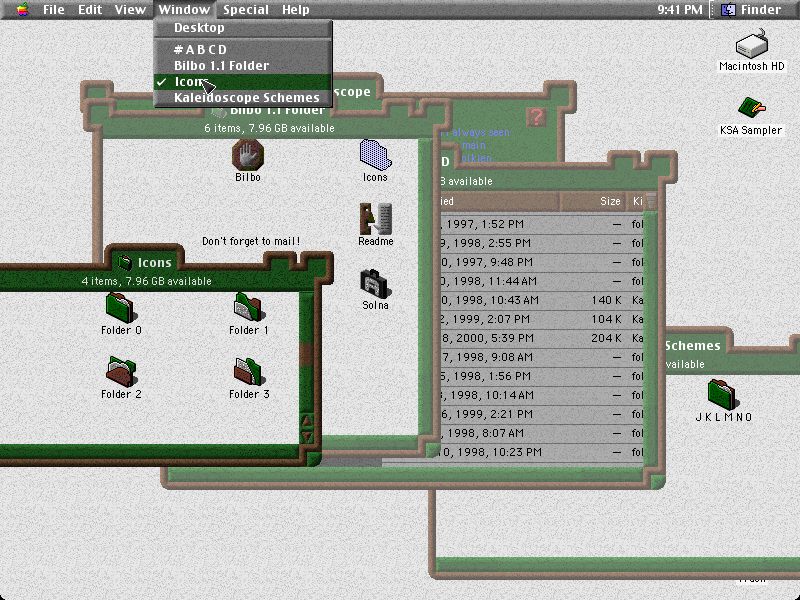 File Edit View Window Special Help 9:41 PM Finder
Desktop
#ABCD
Bilbo 1.1 Folder
Icons
Kaleidoscope Schemes
Macintosh HD
KSA Sampler
scope
Bilbo 1.1 Folder
6 items, 7.96 GB available
always seen
main
Bilbo
Icons
Readme
Don't forget to mail!
Solna
D
B available
Size Ki
, 1997, 1:52 PM — fol
9, 1998, 2:55 PM — fol
0, 1997, 9:48 PM — fol
0, 1998, 11:44 AM — fol
0, 1998, 10:43 AM 140 K Ka
2, 1999, 2:07 PM 104 K Ka
8, 2000, 5:39 PM 204 K Ka
7, 1998, 9:08 AM — fol
5, 1998, 1:56 PM — fol
, 1998, 10:14 AM — fol
6, 1999, 2:21 PM — fol
, 1998, 8:07 AM — fol
0, 1998, 10:23 PM — fol
Icons
4 items, 7.96 GB available
Folder 0
Folder 1
Folder 2
Folder 3
Schemes
available
J K L M N O
Trash